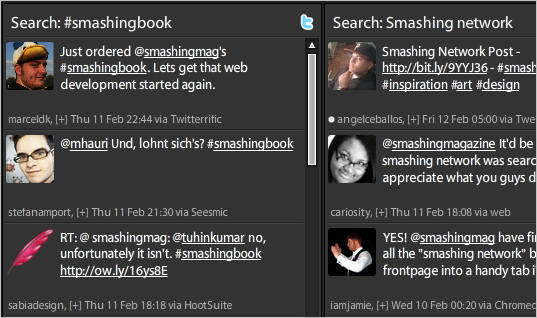 Search: #smashingbook
Just ordered @smashingmag's
#smashingbook. Lets get that web
development started again.
marceldk, [+] Thu 11 Feb 22:44 via Twitterrific
@mhauri Und, lohnt sich's? #smashingbook
stefanamport, [+] Thu 11 Feb 21:30 via Seesmic
RT: @ smashingmag: @tuhinkumar no,
unfortunately it isn't. #smashingbook
http://ow.ly/16ys8E
sabiadesign, [+] Thu 11 Feb 18:18 via HootSuite
Search: Smashing network
Smashing Network Post -
http://bit.ly/9YYJ36 - #smash
#inspiration #art #design
angelceballos, [+] Fri 12 Feb 05:00 via Twe
@smashingmagazine It'd be
smashing network was searc
appreciate what you guys d
cariosity, [+] Thu 11 Feb 18:08 via web
YES! @smashingmag have fin
all the "smashing network" b
frontpage into a handy tab i
iamjamie, [+] Wed 10 Feb 00:20 via Chromed